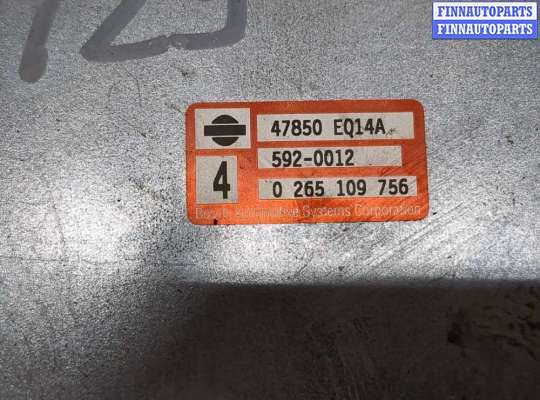 FINNAUTOPARTS
FINNAUTOPARTS
47850 EQ14A
592-0012
4
0 265 109 756
Bosch Automotive Systems Corporation